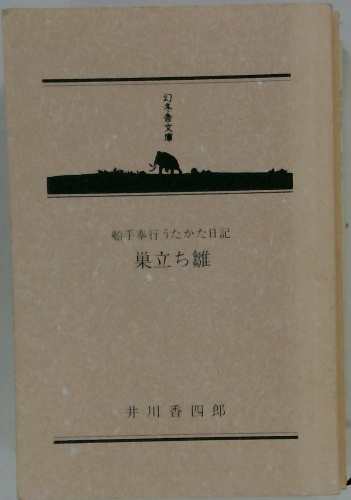 幻冬舎文庫
船手奉行うたかた日記
巣立ち雛
井川香四郎